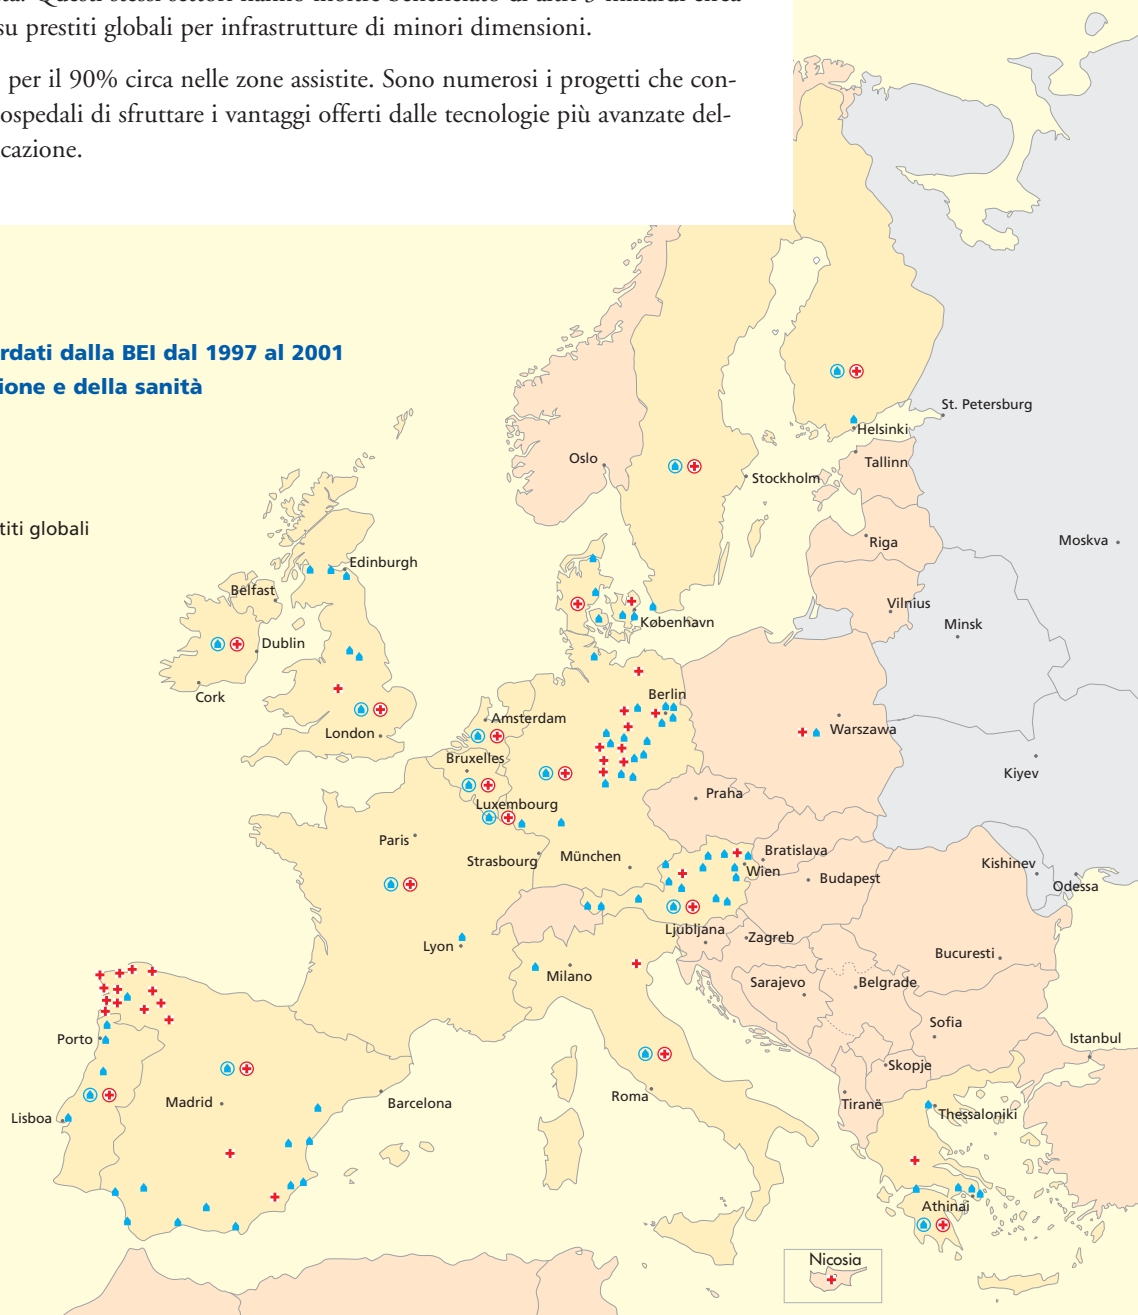 su prestiti globali per infrastrutture di minori dimensioni.
per il 90% circa nelle zone assistite. Sono numerosi i progetti che con-
ospedali di sfruttare i vantaggi offerti dalle tecnologie più avanzate del-
cazione.
rdati dalla BEI dal 1997 al 2001
ione e della sanità
titi globali
St. Petersburg
Helsinki
Tallinn
Oslo
Stockholm
Riga
Moskva
Edinburgh
Belfast
Vilnius
Minsk
København
Dublin
Cork
Berlin
Amsterdam
London
Warszawa
Bruxelles
Kiyev
Praha
Luxembourg
Paris
Strasbourg
München
Bratislava
Wien
Kishinev
Budapest
Odessa
Ljubljana
Zagreb
Lyon
Milano
Bucuresti
Sarajevo
Belgrade
Sofia
Porto
Istanbul
Skopje
Madrid
Barcelona
Roma
Tiranë
Lisboa
Thessaloniki
Athinai
Nicosia